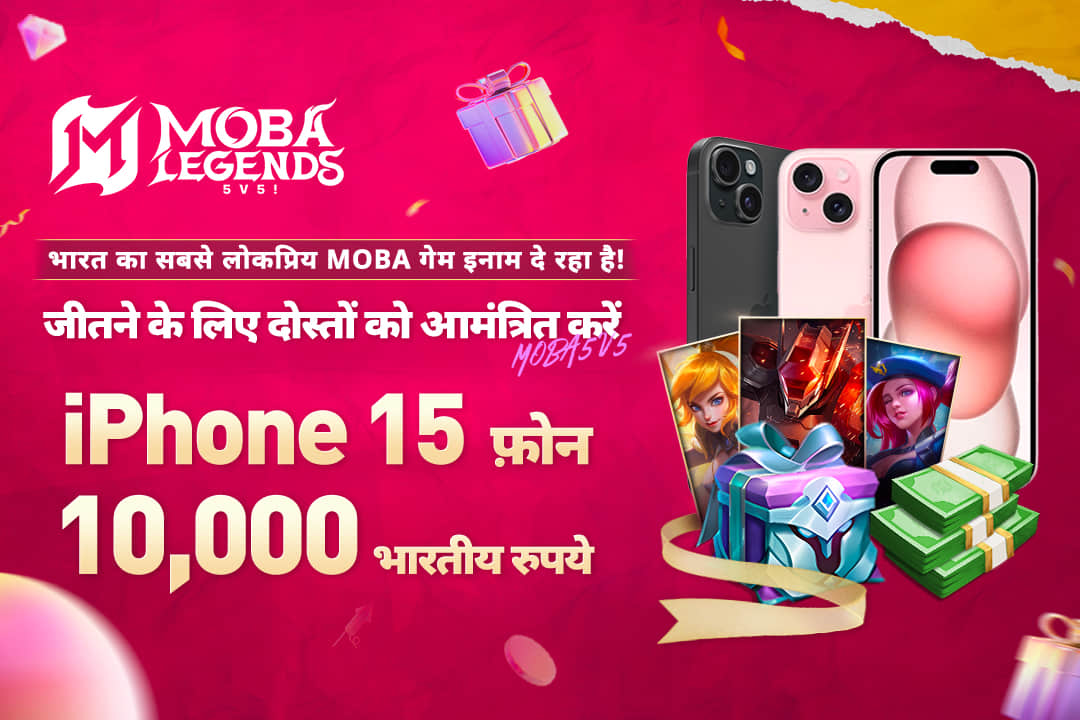 MOBA
LEGENDS
5V5!
भारत का सबसे लोकप्रिय MOBA गेम इनाम दे रहा है!
जीतने के लिए दोस्तों को आमंत्रित करें
MOBA5V5
iPhone 15 फ़ोन
10,000 भारतीय रुपये